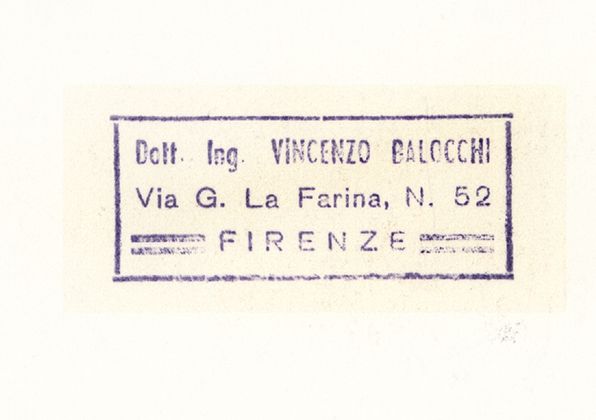 Dott. Ing. VINCENZO BALOCCHI
Via G. La Farina, N. 52
FIRENZE